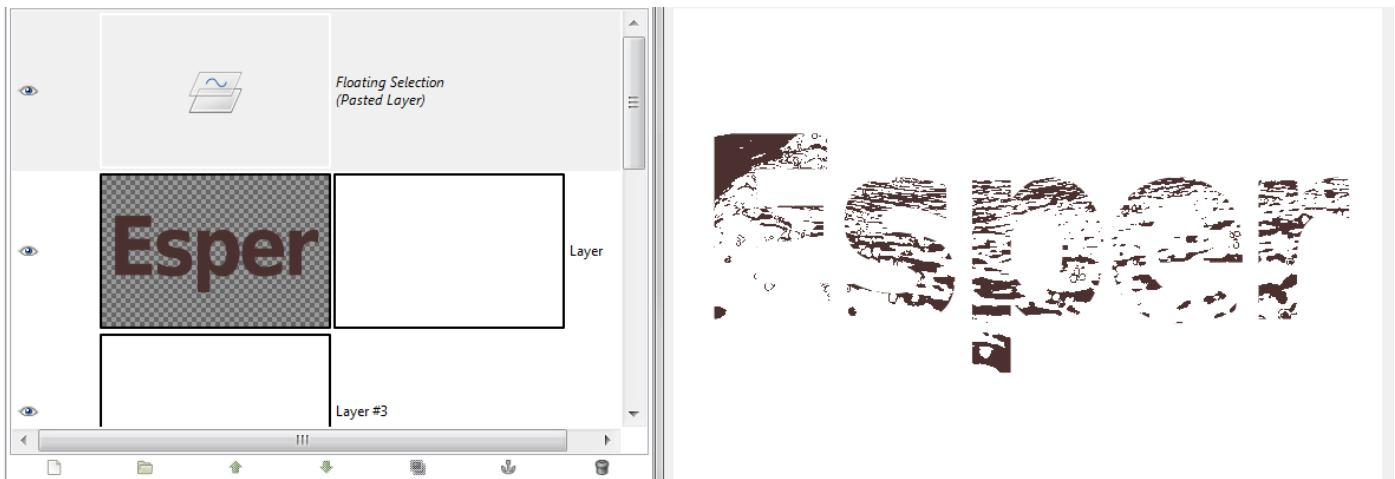 Floating Selection
(Pasted Layer)
Esper
Layer
Layer #3
Esper